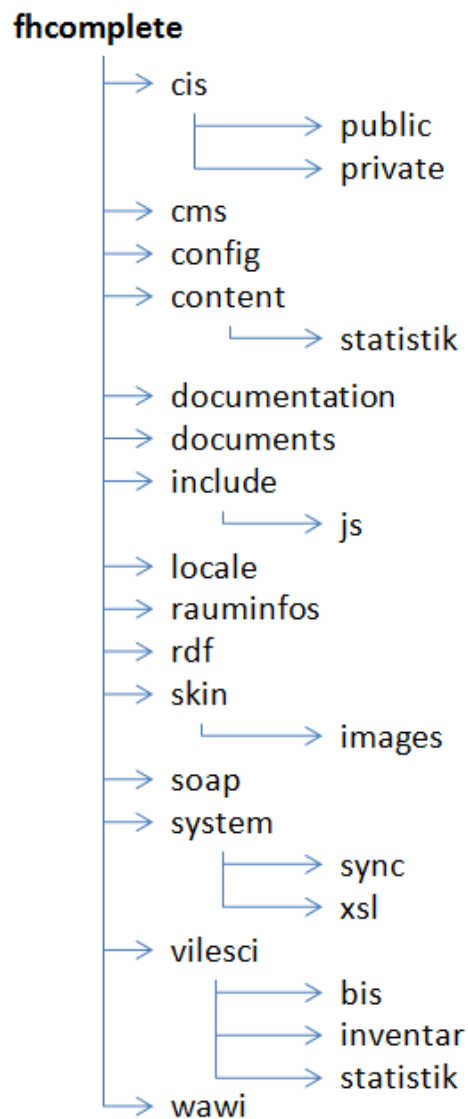 fhcomplete
cis
public
private
cms
config
content
statistik
documentation
documents
include
js
locale
rauminfos
rdf
skin
images
soap
system
sync
xsl
vilesci
bis
inventar
statistik
wawi